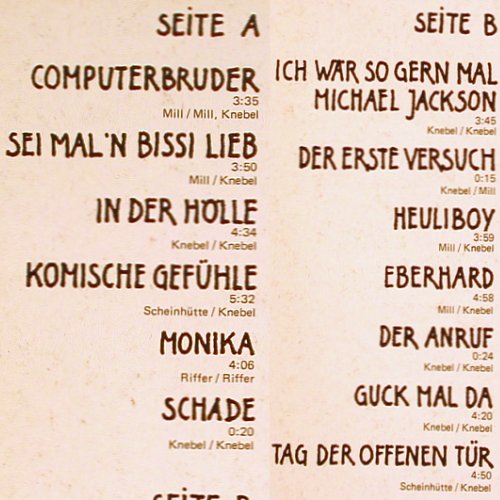 SEITE A
COMPUTERBRUDER
3:35
Mill / Mill, Knebel
SEI MAL'N BISSI LIEB
3:50
Mill / Knebel
IN DER HÖLLE
4:34
Knebel / Knebel
KOMISCHE GEFÜHLE
5:32
Scheinhütte / Knebel
MONIKA
4:06
Riffer / Riffer
SCHADE
0:20
Knebel / Knebel
SEITE B
ICH WÄR SO GERN MAL
MICHAEL JACKSON
3:45
Knebel / Knebel
DER ERSTE VERSUCH
0:15
Knebel / Mill
HEULIBOY
3:59
Mill / Knebel
EBERHARD
4:58
Mill / Knebel
DER ANRUF
0:24
Knebel / Knebel
GUCK MAL DA
4:20
Knebel / Knebel
TAG DER OFFENEN TÜR
4:50
Scheinhütte / Knebel